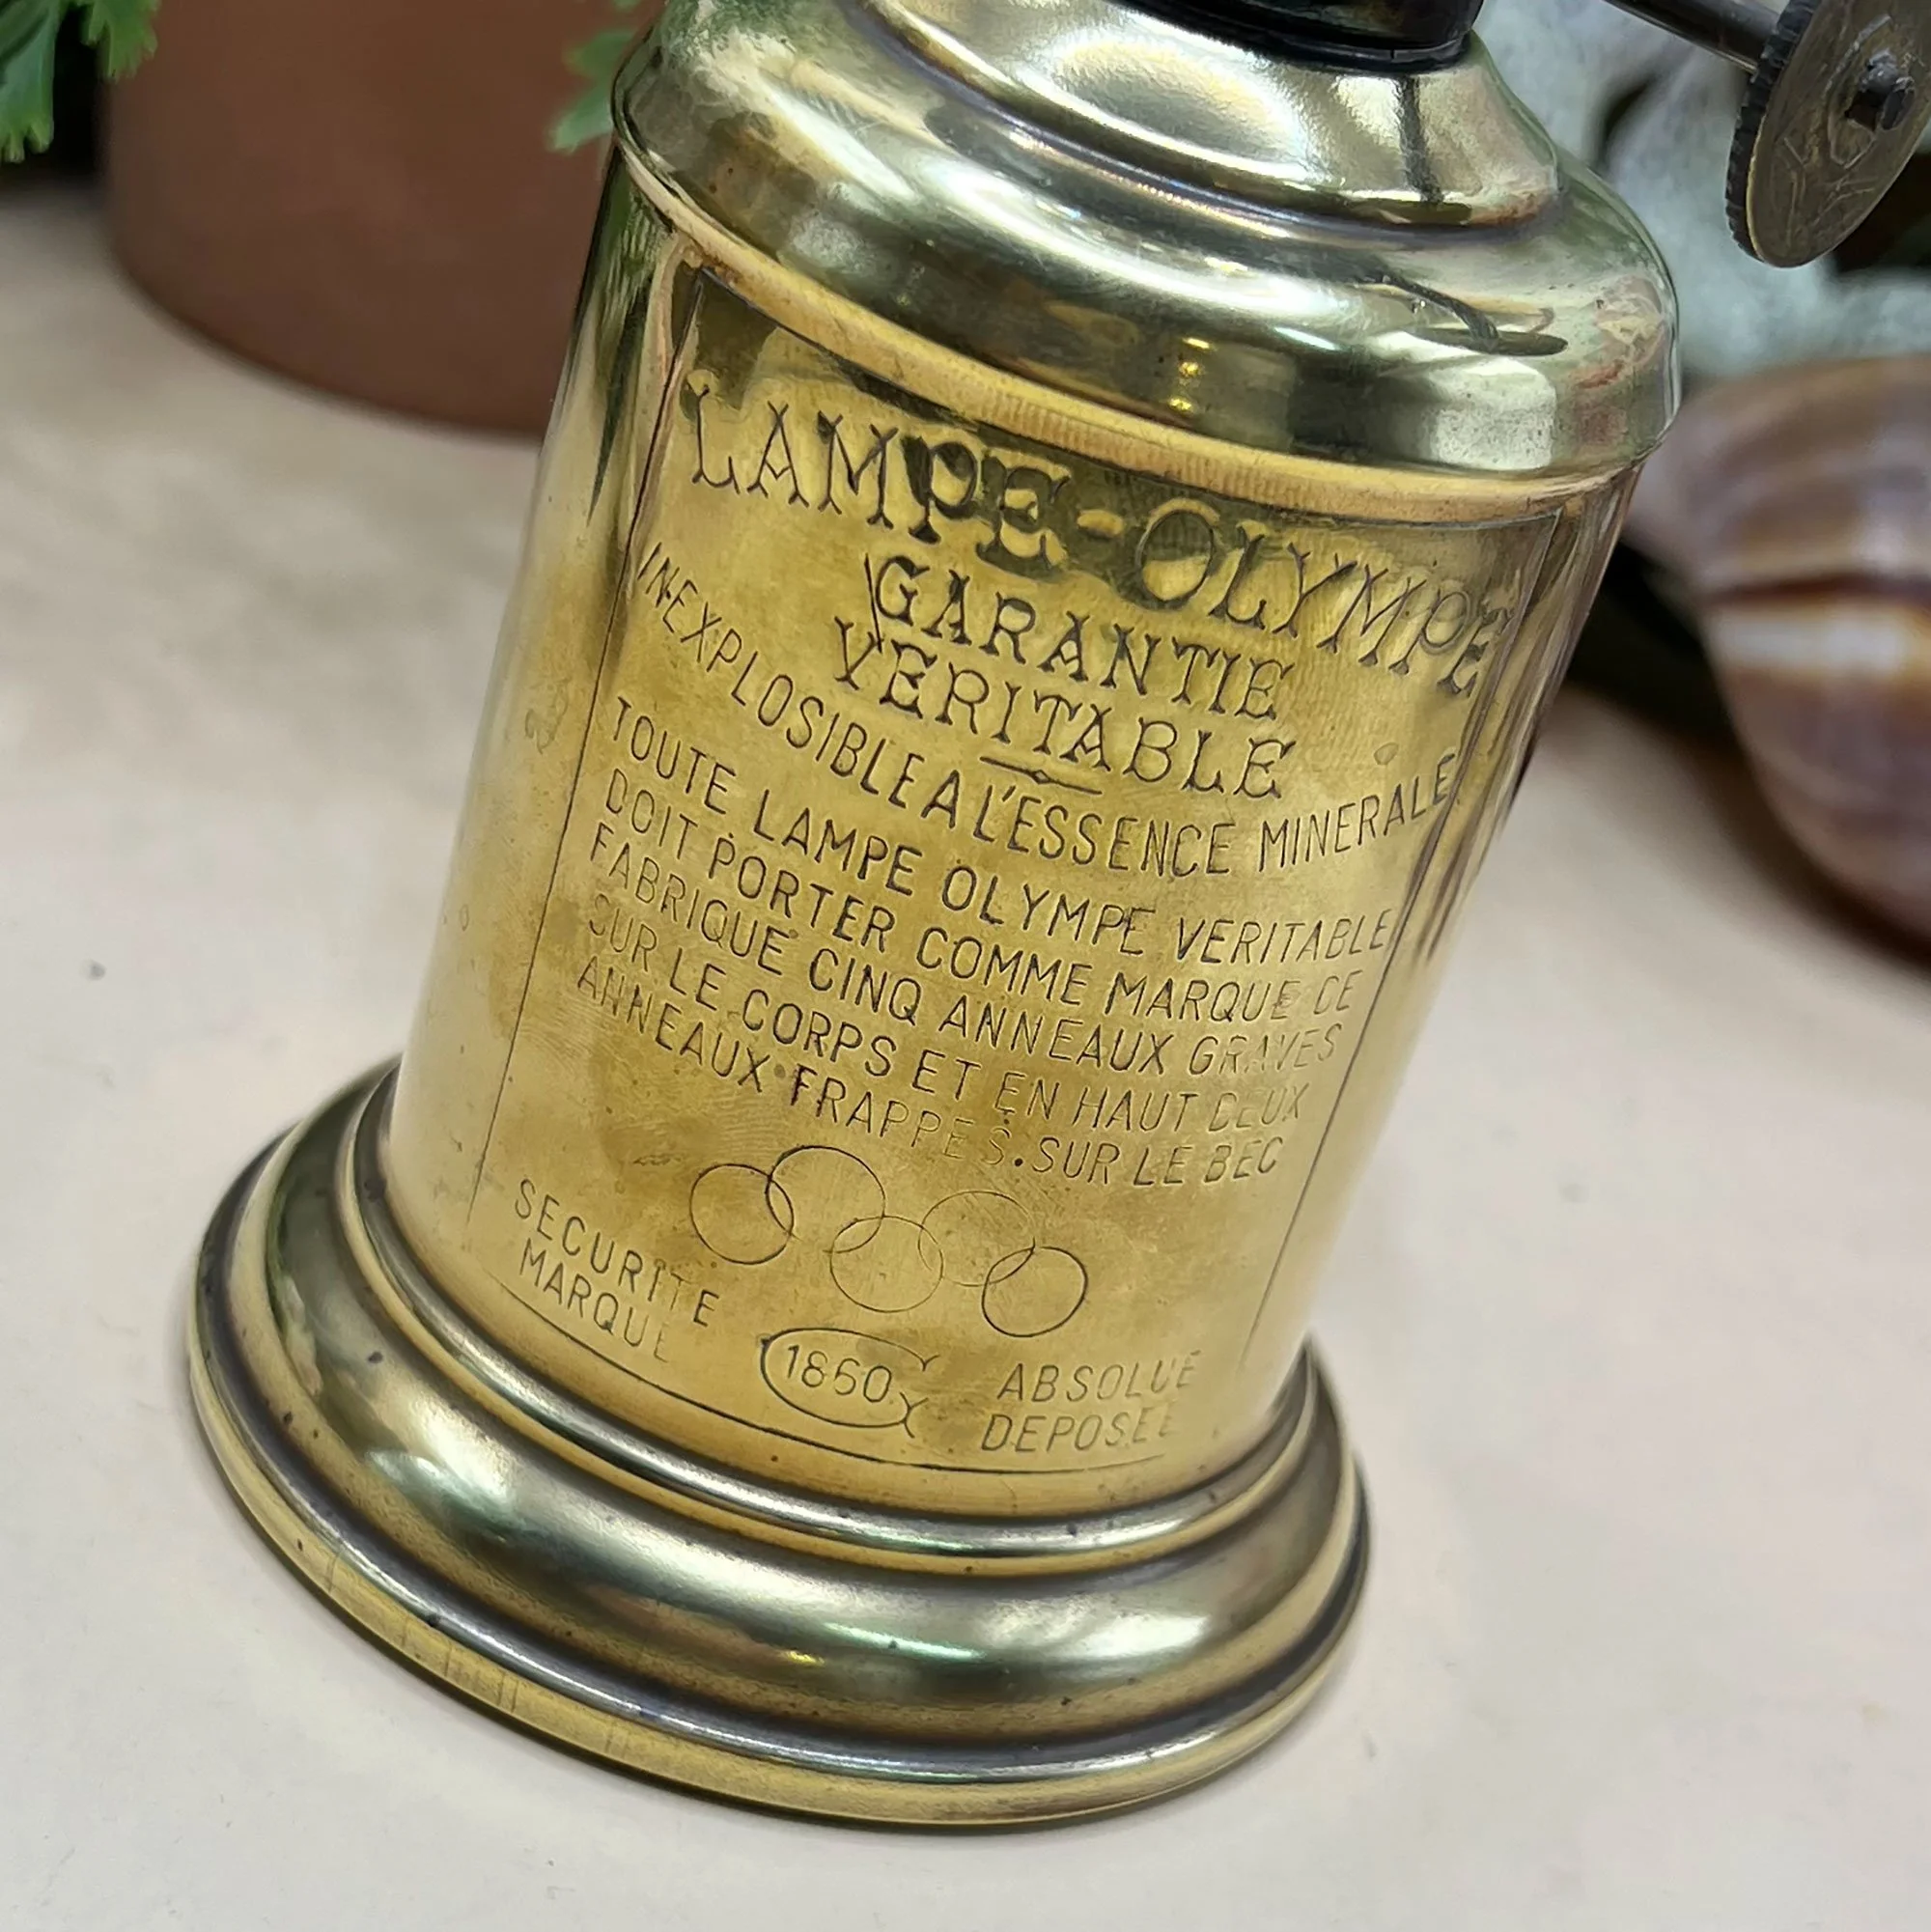 LAMPE-OLYMPE
GARANTIE
VERITABLE
INEXPLOSIBLE A L'ESSENCE MINERALE
TOUTE LAMPE OLYMPE VERITABLE
DOIT PORTER COMME MARQUE DE
FABRIQUE CINQ ANNEAUX GRAVES
SUR LE CORPS ET EN HAUT DEUX
ANNEAUX FRAPPES. SUR LE BEC
SECURITE ABSOLUE
MARQUE 1860 DEPOSEE